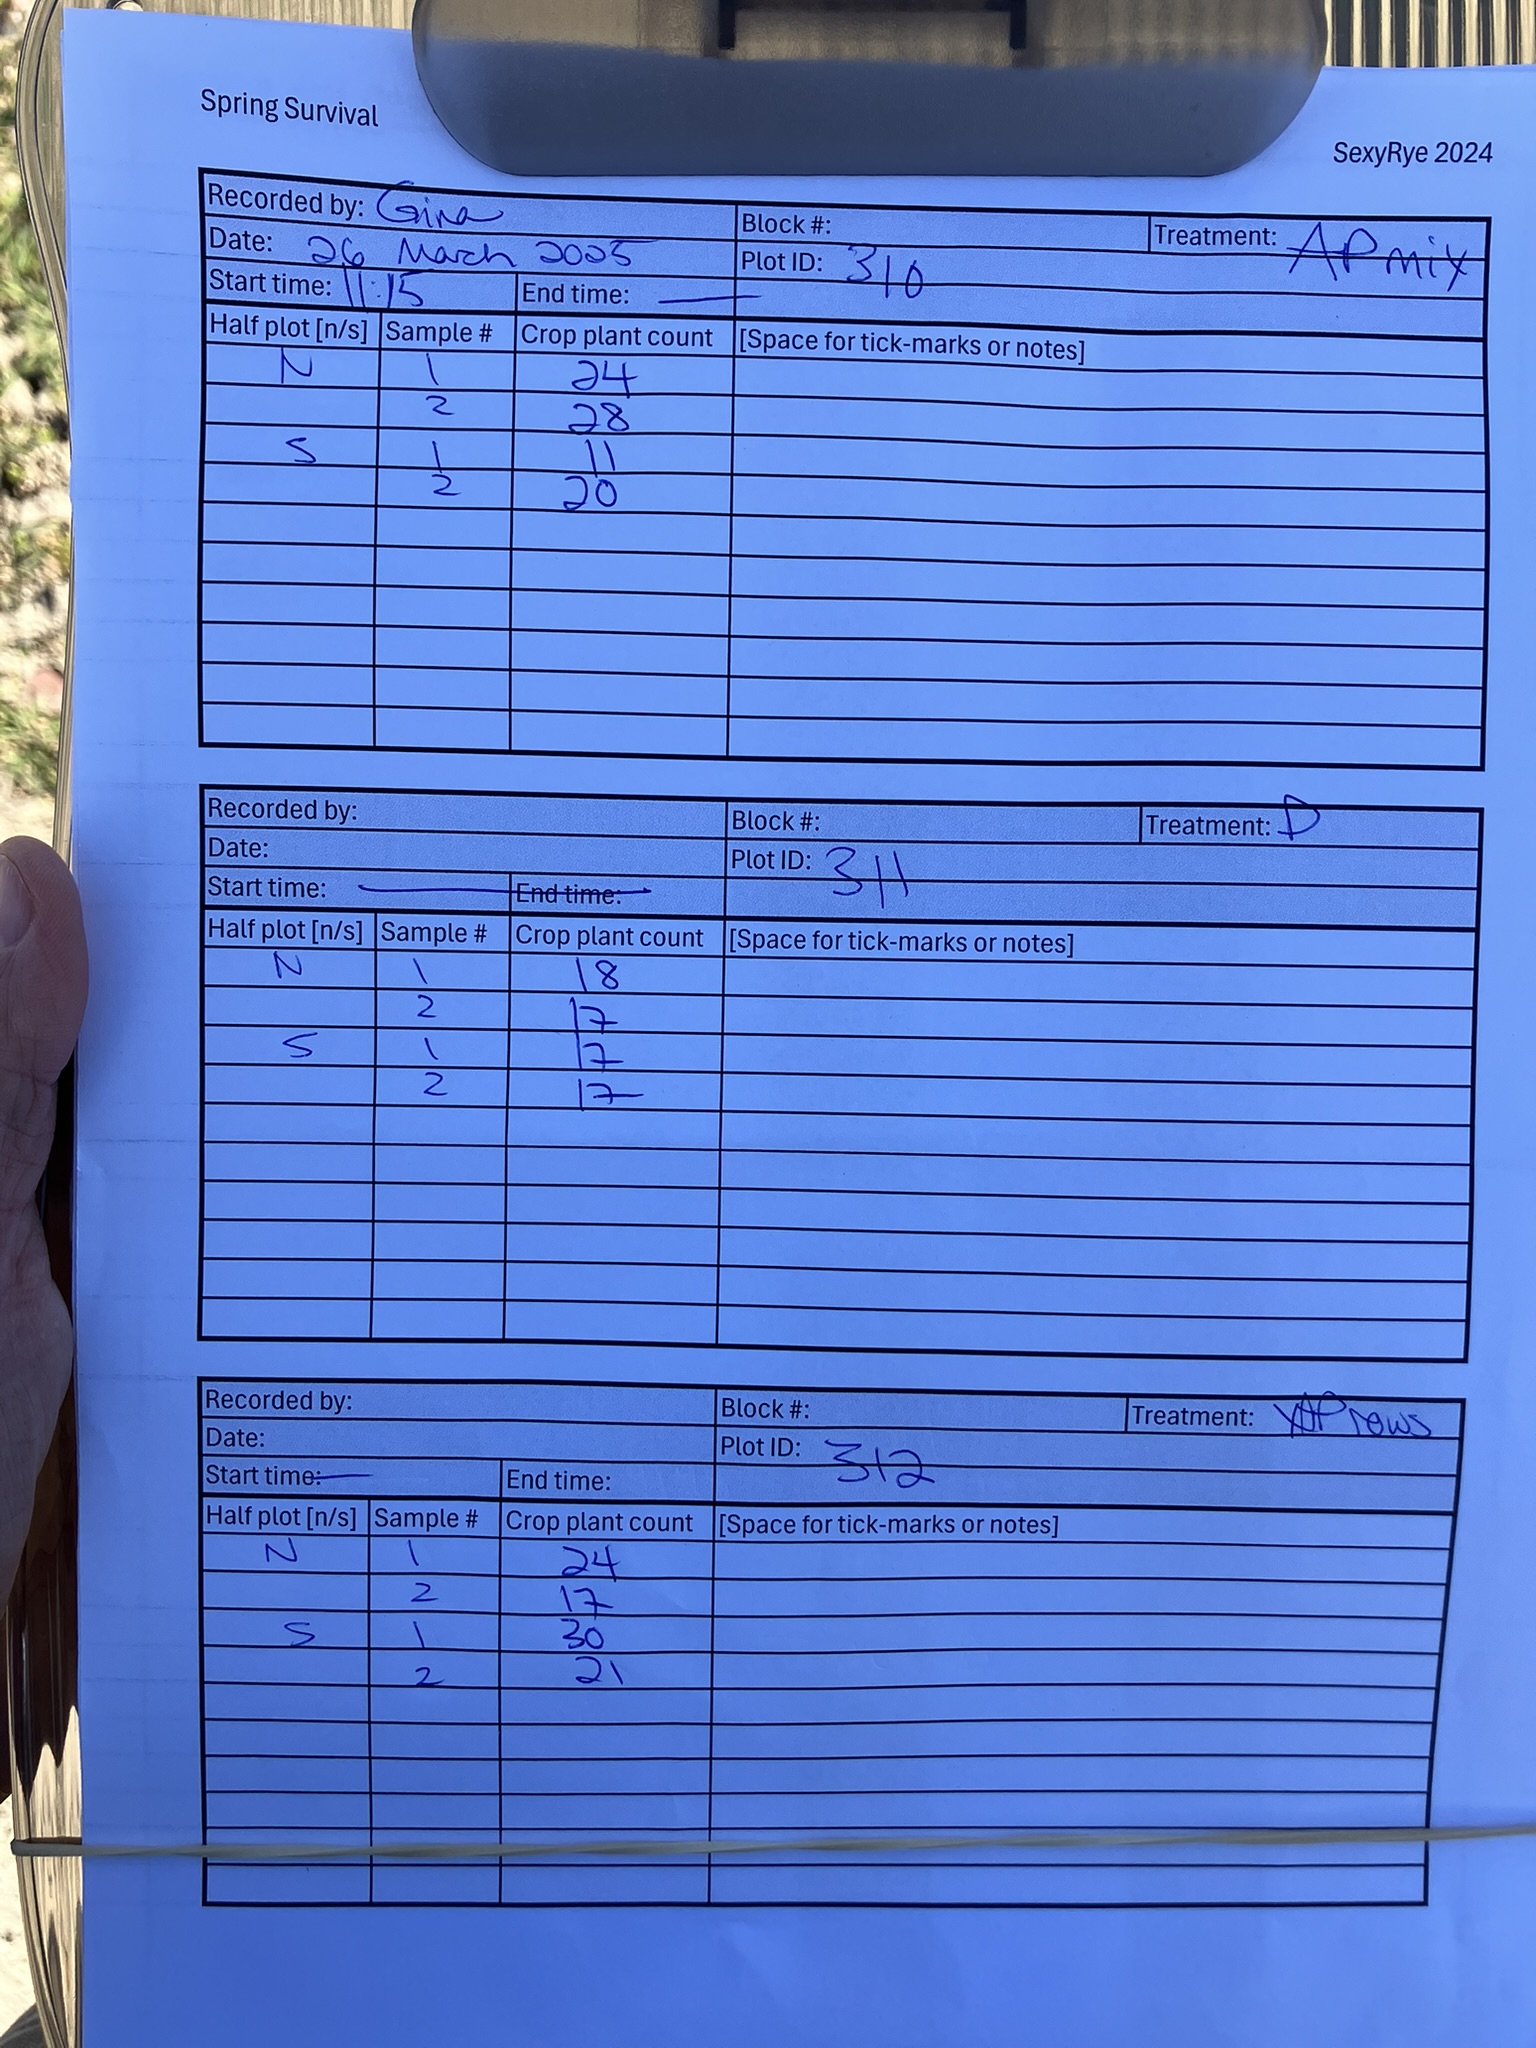 Spring Survival
SexyRye 2024
Recorded by: Gina
Block #:
Treatment: AP mix
Date: 26 March 2025
Plot ID: 310
Start time: 11:15
End time: —
Half plot [n/s] Sample # Crop plant count [Space for tick-marks or notes]
N 1 24
2 28
S 1 11
2 20
Recorded by:
Block #:
Treatment: D
Date:
Plot ID: 311
Start time: —
End time:
Half plot [n/s] Sample # Crop plant count [Space for tick-marks or notes]
N 1 18
2 17
S 1 17
2 17
Recorded by:
Block #:
Treatment: AP rows
Date:
Plot ID: 312
Start time: —
End time:
Half plot [n/s] Sample # Crop plant count [Space for tick-marks or notes]
N 1 24
2 17
S 1 30
2 21